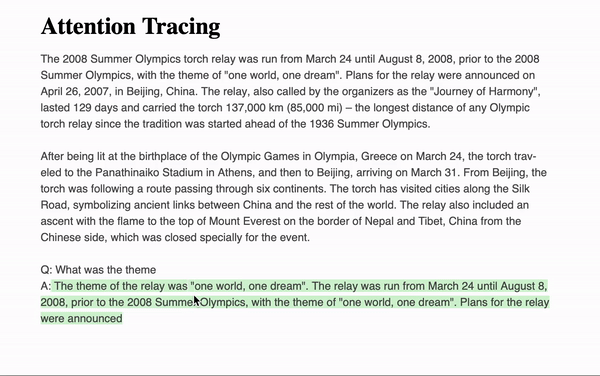 Attention Tracing
The 2008 Summer Olympics torch relay was run from March 24 until August 8, 2008, prior to the 2008
Summer Olympics, with the theme of "one world, one dream". Plans for the relay were announced on
April 26, 2007, in Beijing, China. The relay, also called by the organizers as the "Journey of Harmony",
lasted 129 days and carried the torch 137,000 km (85,000 mi) – the longest distance of any Olympic
torch relay since the tradition was started ahead of the 1936 Summer Olympics.
After being lit at the birthplace of the Olympic Games in Olympia, Greece on March 24, the torch trav-
eled to the Panathinaiko Stadium in Athens, and then to Beijing, arriving on March 31. From Beijing, the
torch was following a route passing through six continents. The torch has visited cities along the Silk
Road, symbolizing ancient links between China and the rest of the world. The relay also included an
ascent with the flame to the top of Mount Everest on the border of Nepal and Tibet, China from the
Chinese side, which was closed specially for the event.
Q: What was the theme
A: The theme of the relay was "one world, one dream". The relay was run from March 24 until August 8,
2008, prior to the 2008 Summer Olympics, with the theme of "one world, one dream". Plans for the relay
were announced